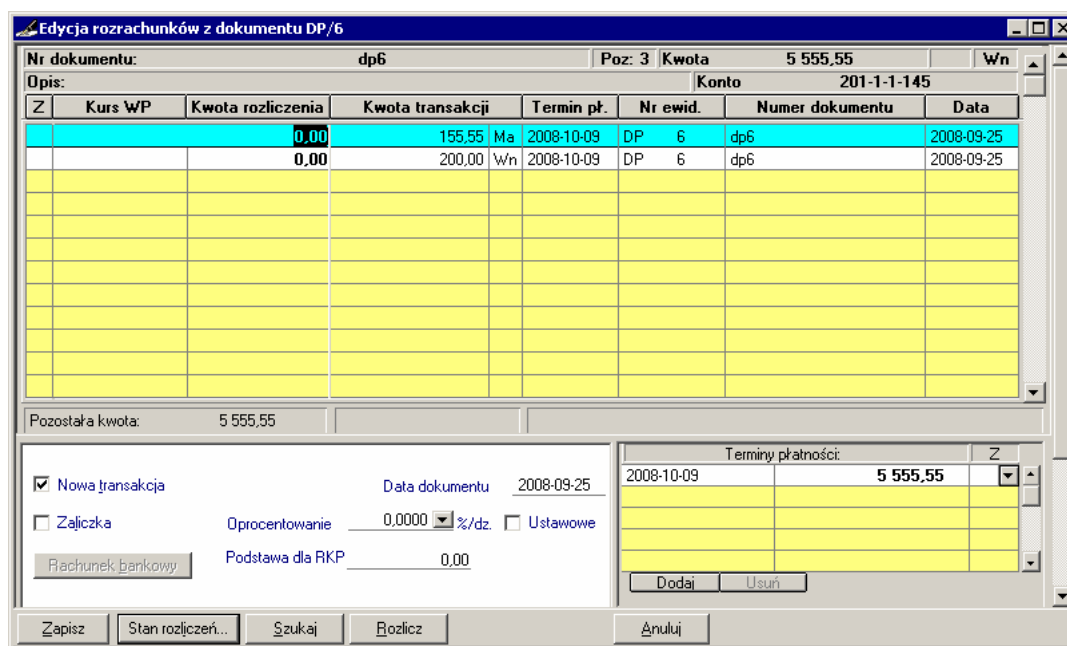 Edycja rozrachunków z dokumentu DP/6
Nr dokumentu: dp6 Poz: 3 Kwota 5 555,55 Wn
Opis: Konto 201-1-1-145
Z Kurs WP Kwota rozliczenia Kwota transakcji Termin pł. Nr ewid. Numer dokumentu Data
0,00 155,55 Ma 2008-10-09 DP 6 dp6 2008-09-25
0,00 200,00 Wn 2008-10-09 DP 6 dp6 2008-09-25
Pozostała kwota: 5 555,55
Terminy płatności: Z
2008-10-09 5 555,55
Nowa transakcja Data dokumentu 2008-09-25
Zaliczka Oprocentowanie 0,0000 %/dz. Ustawowe
Rachunek bankowy Podstawa dla RKP 0,00
Dodaj Usuń
Zapisz Stan rozliczeń... Szukaj Rozlicz Anuluj